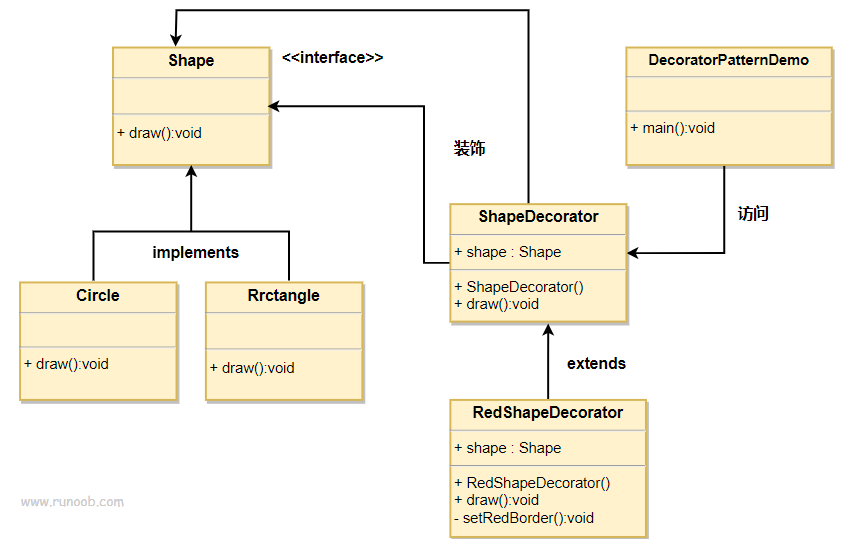 Shape
<<interface>>
+ draw():void
DecoratorPatternDemo
+ main():void
装饰
访问
implements
Circle
+ draw():void
Rrctangle
+ draw():void
ShapeDecorator
+ shape : Shape
+ ShapeDecorator()
+ draw():void
extends
RedShapeDecorator
+ shape : Shape
+ RedShapeDecorator()
+ draw():void
- setRedBorder():void
www.runoob.com